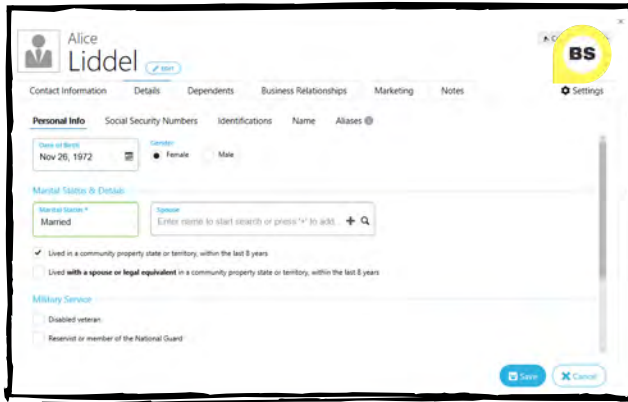 Alice
Liddel
EDIT
BS
Contact Information Details Dependents Business Relationships Marketing Notes Settings
Personal Info Social Security Numbers Identifications Name Aliases
Date of Birth Gender
Nov 26, 1972 Female Male
Marital Status & Details
Marital Status * Spouse
Married Enter name to start search or press '+' to add...
Lived in a community property state or territory, within the last 8 years
Lived with a spouse or legal equivalent in a community property state or territory, within the last 8 years
Military Service
Disabled veteran
Reservist or member of the National Guard
Save Cancel